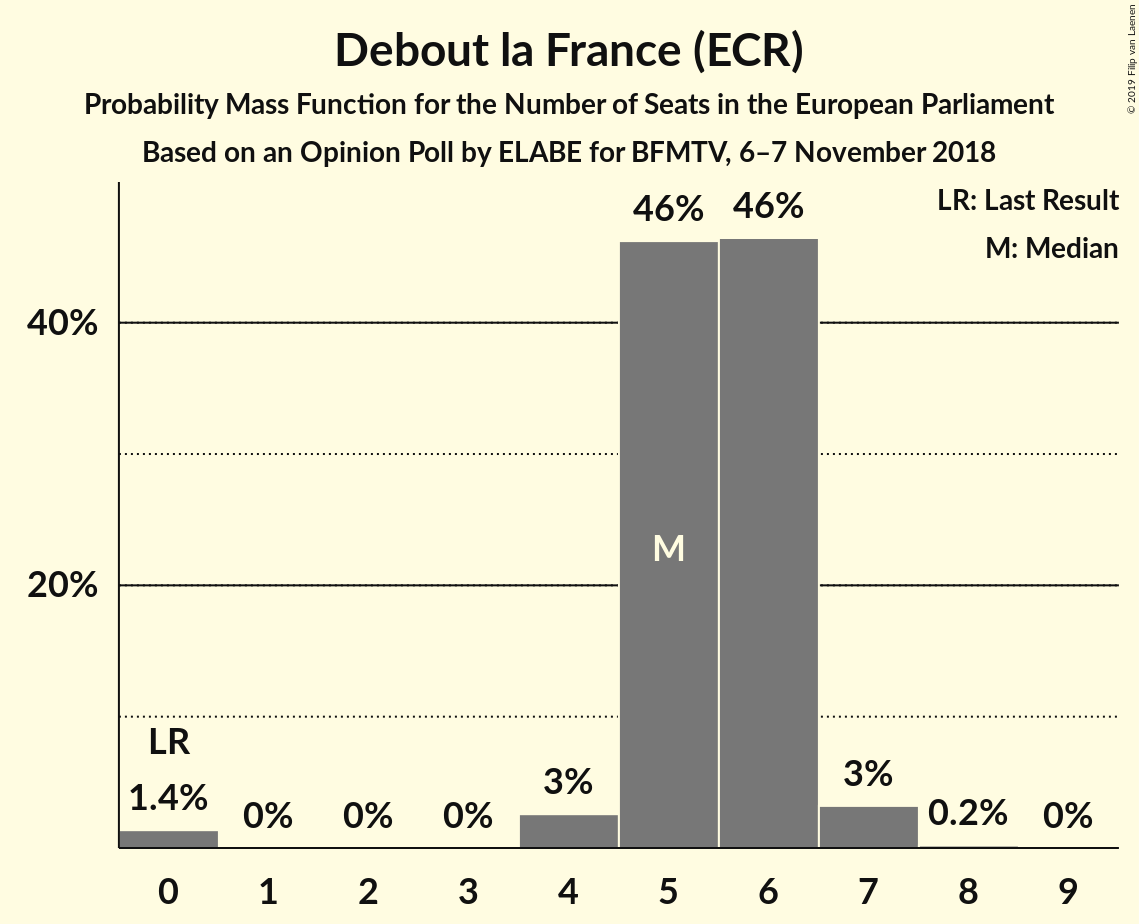 Debout la France (ECR)
Probability Mass Function for the Number of Seats in the European Parliament
Based on an Opinion Poll by ELABE for BFMTV, 6–7 November 2018
© 2019 Filip van Laenen
LR: Last Result
M: Median
46%
46%
40%
M
20%
LR
1.4%
0%
0%
0%
3%
3%
0.2%
0%
0 1 2 3 4 5 6 7 8 9